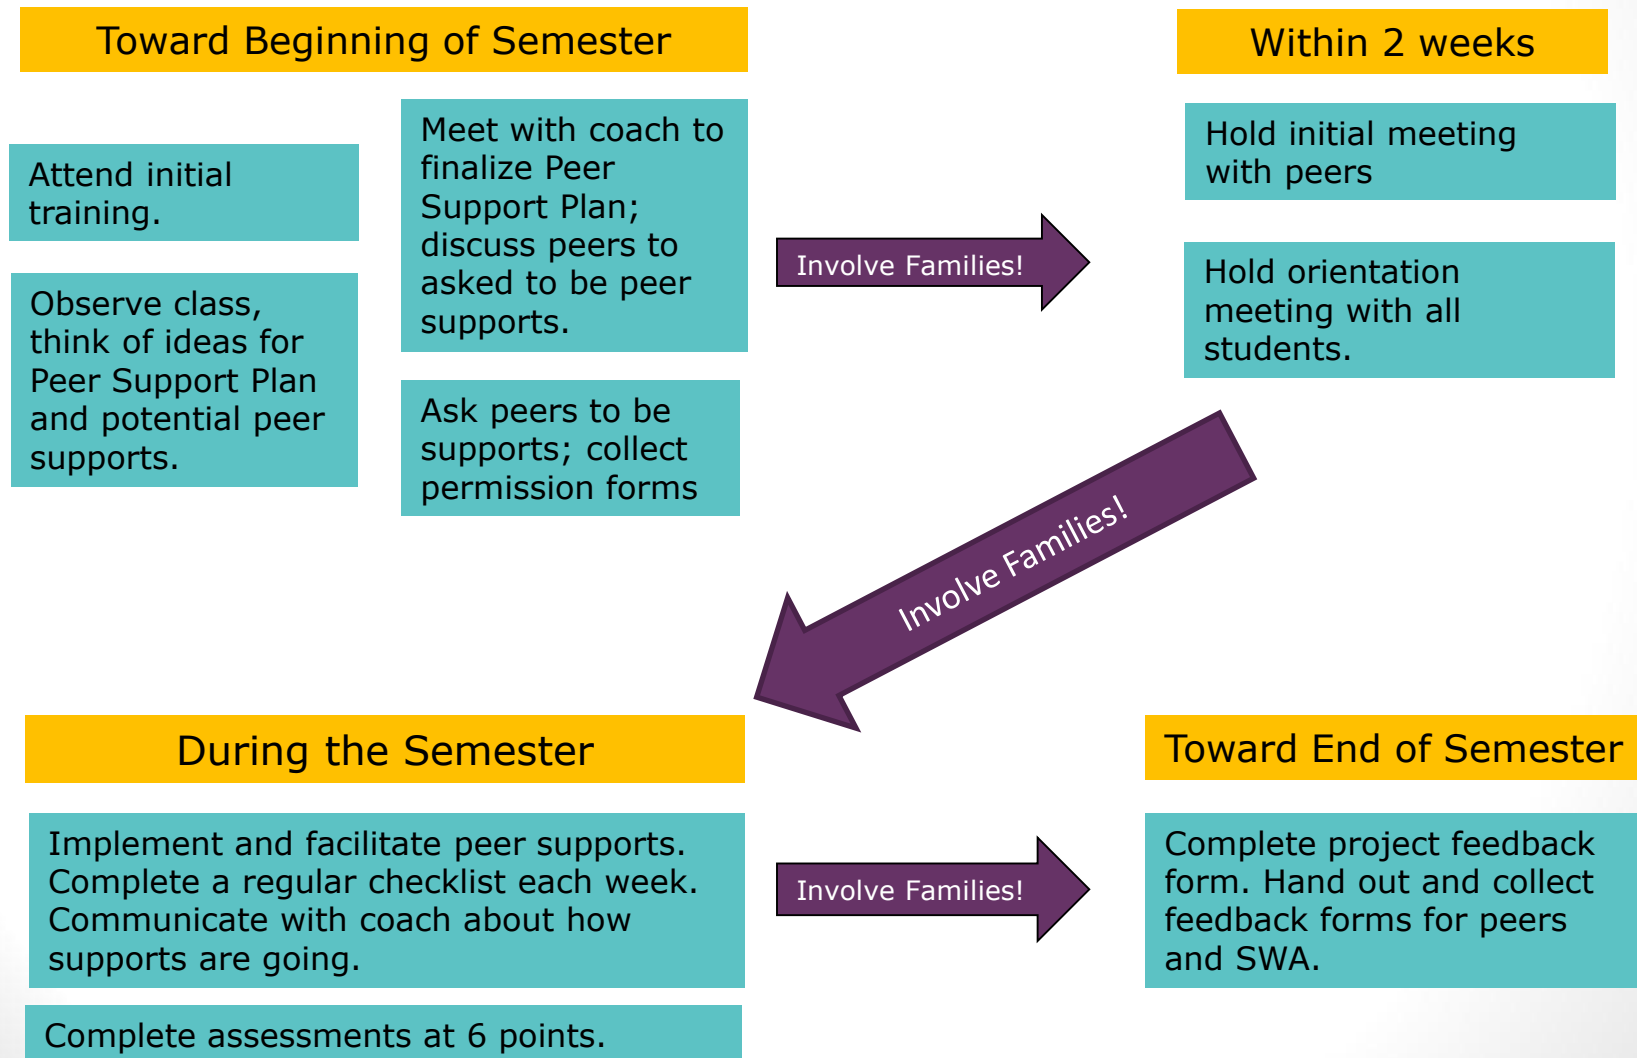 Toward Beginning of Semester
Attend initial
training.
Observe class,
think of ideas for
Peer Support Plan
and potential peer
supports.
Meet with coach to
finalize Peer
Support Plan;
discuss peers to
asked to be peer
supports.
Ask peers to be
supports; collect
permission forms
Involve Families!
Within 2 weeks
Hold initial meeting
with peers
Hold orientation
meeting with all
students.
Involve Families!
During the Semester
Implement and facilitate peer supports.
Complete a regular checklist each week.
Communicate with coach about how
supports are going.
Complete assessments at 6 points.
Involve Families!
Toward End of Semester
Complete project feedback
form. Hand out and collect
feedback forms for peers
and SWA.